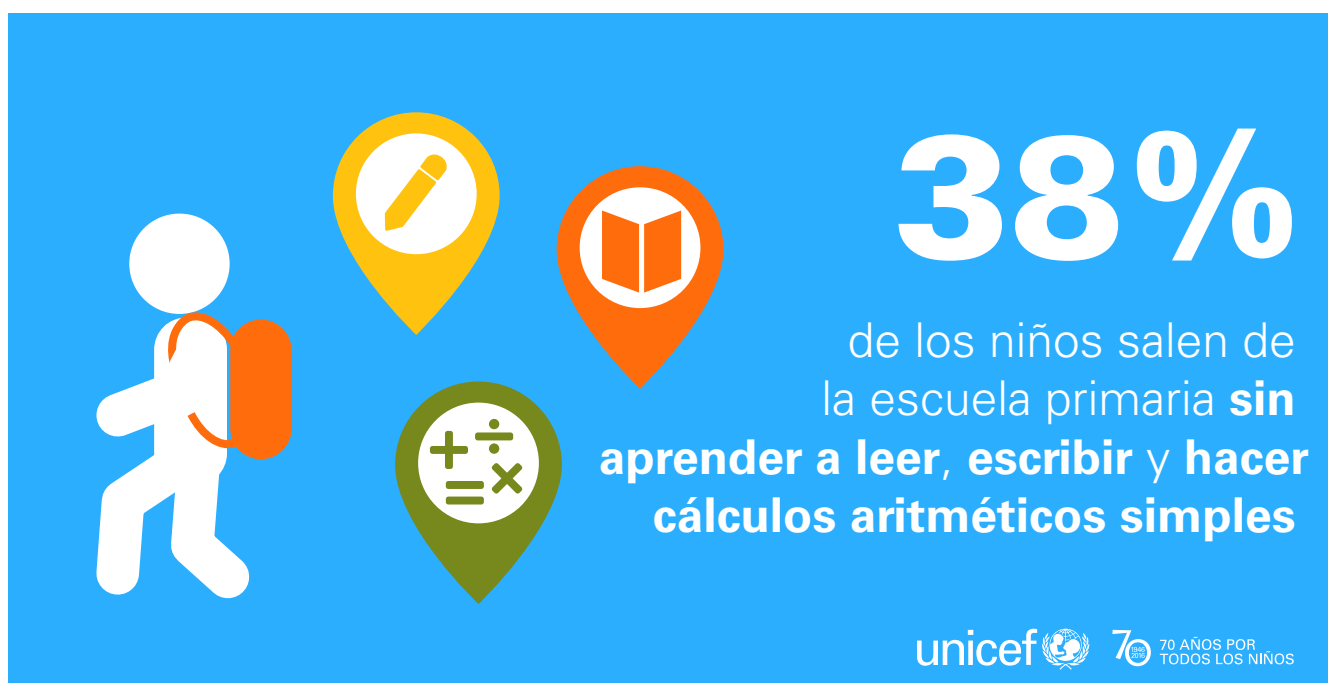 38%
de los niños salen de
la escuela primaria sin
aprender a leer, escribir y hacer
cálculos aritméticos simples
unicef
70
1946
2016
70 AÑOS POR
TODOS LOS NIÑOS